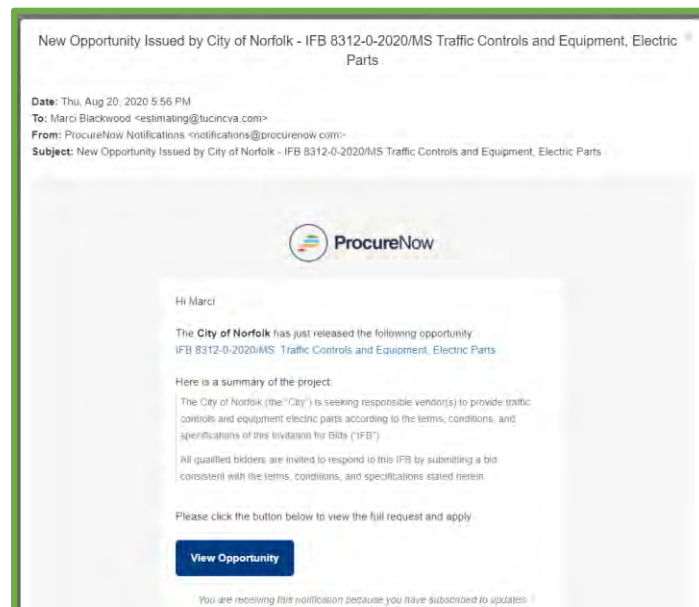 New Opportunity Issued by City of Norfolk - IFB 8312-0-2020/MS Traffic Controls and Equipment, Electric
Parts
Date: Thu, Aug 20, 2020 5:56 PM
To: Marci Blackwood <estimating@tucincva.com>
From: ProcureNow Notifications <notifications@procurenow.com>
Subject: New Opportunity Issued by City of Norfolk - IFB 8312-0-2020/MS Traffic Controls and Equipment, Electric Parts
ProcureNow
Hi Marci
The City of Norfolk has just released the following opportunity
IFB 8312-0-2020/MS Traffic Controls and Equipment, Electric Parts
Here is a summary of the project
The City of Norfolk (the "City") is seeking responsible vendor(s) to provide traffic
controls and equipment electric parts according to the terms, conditions, and
specifications of this Invitation for Bids ("IFB")
All qualified bidders are invited to respond to this IFB by submitting a bid
consistent with the terms, conditions, and specifications stated herein.
Please click the button below to view the full request and apply
View Opportunity
You are receiving this notification because you have subscribed to updates